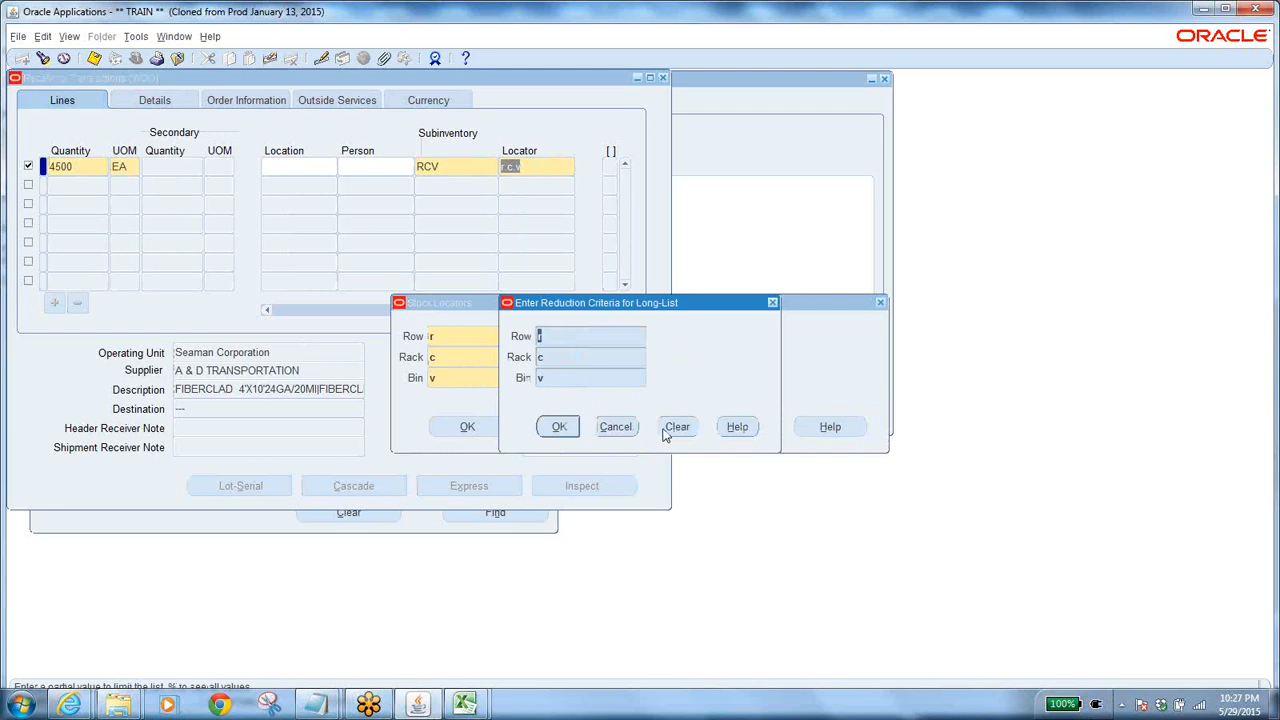 Oracle Applications - ** TRAIN ** (Cloned from Prod January 13, 2015)
File Edit View Folder Tools Window Help
ORACLE
Lines Details Order Information Outside Services Currency
Secondary Subinventory
Quantity UOM Quantity UOM Location Person Locator [ ]
4500 EA RCV r.c.v
Stock Locators Enter Reduction Criteria for Long-List
Row r Row r
Rack c Rack c
Bin v Bin v
OK OK Cancel Clear Help Help
Operating Unit Seaman Corporation
Supplier A & D TRANSPORTATION
Description FIBERCLAD 4'X10'24GA/20MI|FIBERCL
Destination ---
Header Receiver Note
Shipment Receiver Note
Lot-Serial Cascade Express Inspect
Clear Find
Enter a partial value to limit the list, % to see all values.
100% 10:27 PM
5/29/2015